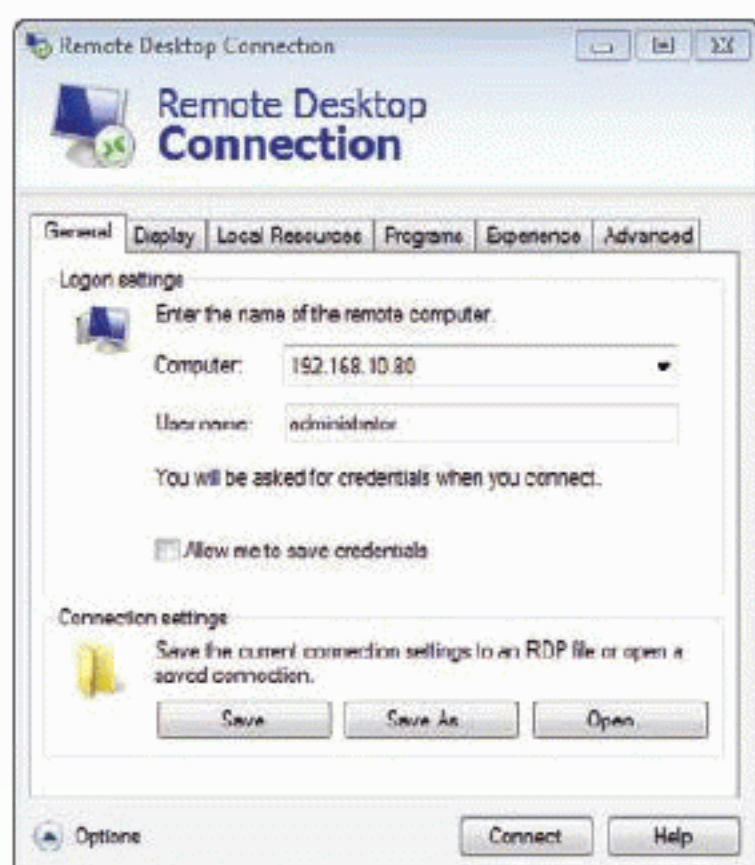 Remote Desktop Connection
Remote Desktop
Connection
General Display Local Resources Programs Experience Advanced
Logon settings
Enter the name of the remote computer.
Computer: 192.168.10.80
User name: administrator
You will be asked for credentials when you connect.
Allow me to save credentials
Connection settings
Save the current connection settings to an RDP file or open a
saved connection.
Save Save As Open
Options Connect Help